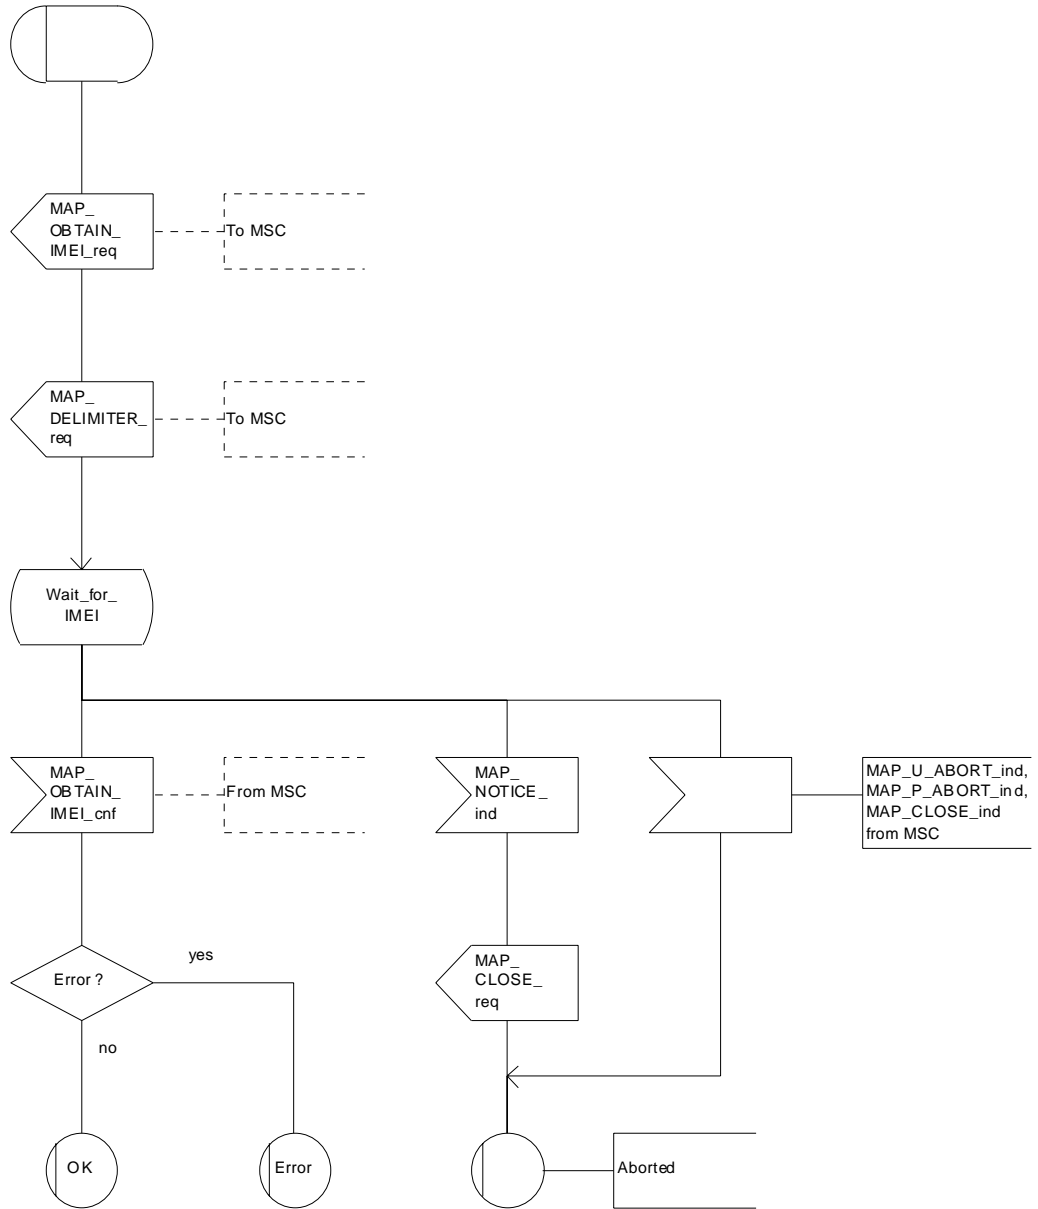 MAP_
OBTAIN_
IMEI_req
To MSC
MAP_
DELIMITER_
req
To MSC
Wait_for_
IMEI
MAP_
OBTAIN_
IMEI_cnf
From MSC
MAP_
NOTICE_
ind
MAP_U_ABORT_ind,
MAP_P_ABORT_ind,
MAP_CLOSE_ind
from MSC
Error ?
yes
no
MAP_
CLOSE_
req
OK
Error
Aborted